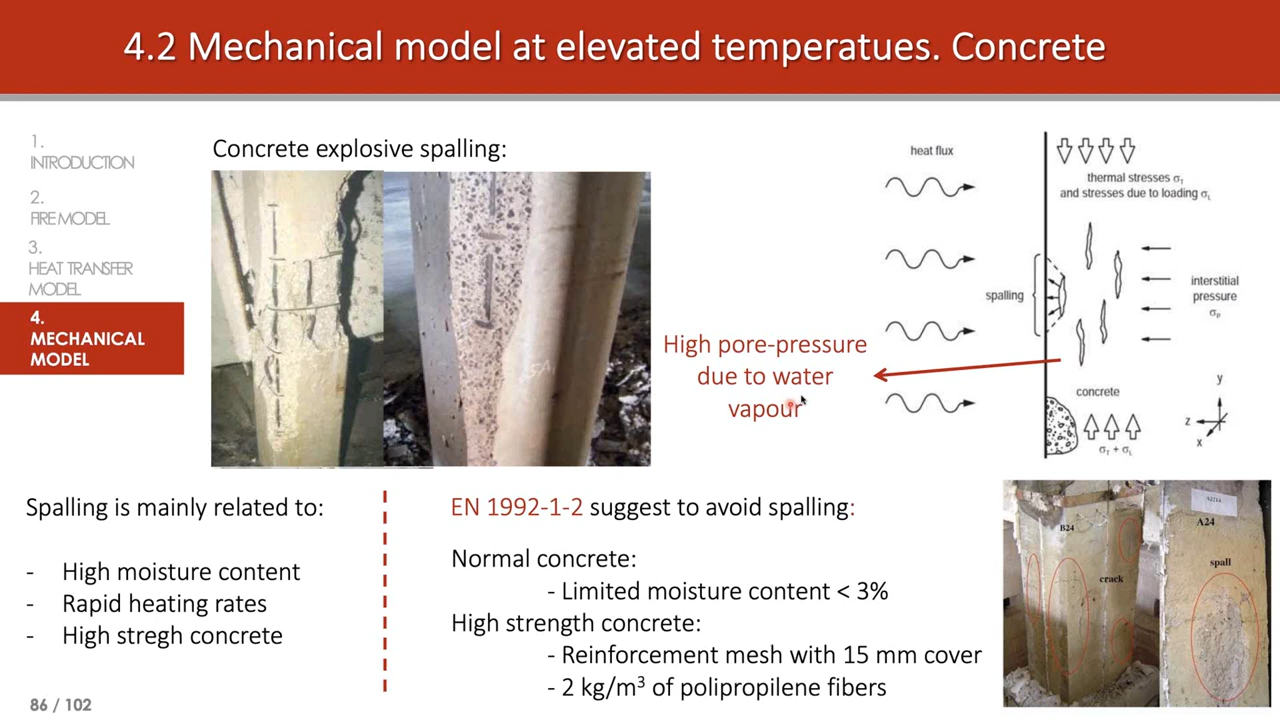 4.2 Mechanical model at elevated temperatues. Concrete
1.
INTRODUCTION
2.
FIRE MODEL
3.
HEAT TRANSFER
MODEL
4.
MECHANICAL
MODEL
Concrete explosive spalling:
High pore-pressure
due to water
vapour
heat flux
thermal stresses σT
and stresses due to loading σL
spalling
interstitial
pressure
σp
concrete
σT + σL
y
z
x
Spalling is mainly related to:
- High moisture content
- Rapid heating rates
- High stregh concrete
EN 1992-1-2 suggest to avoid spalling:
Normal concrete:
- Limited moisture content < 3%
High strength concrete:
- Reinforcement mesh with 15 mm cover
- 2 kg/m³ of polipropilene fibers
B24
crack
A24
spall
86 / 102